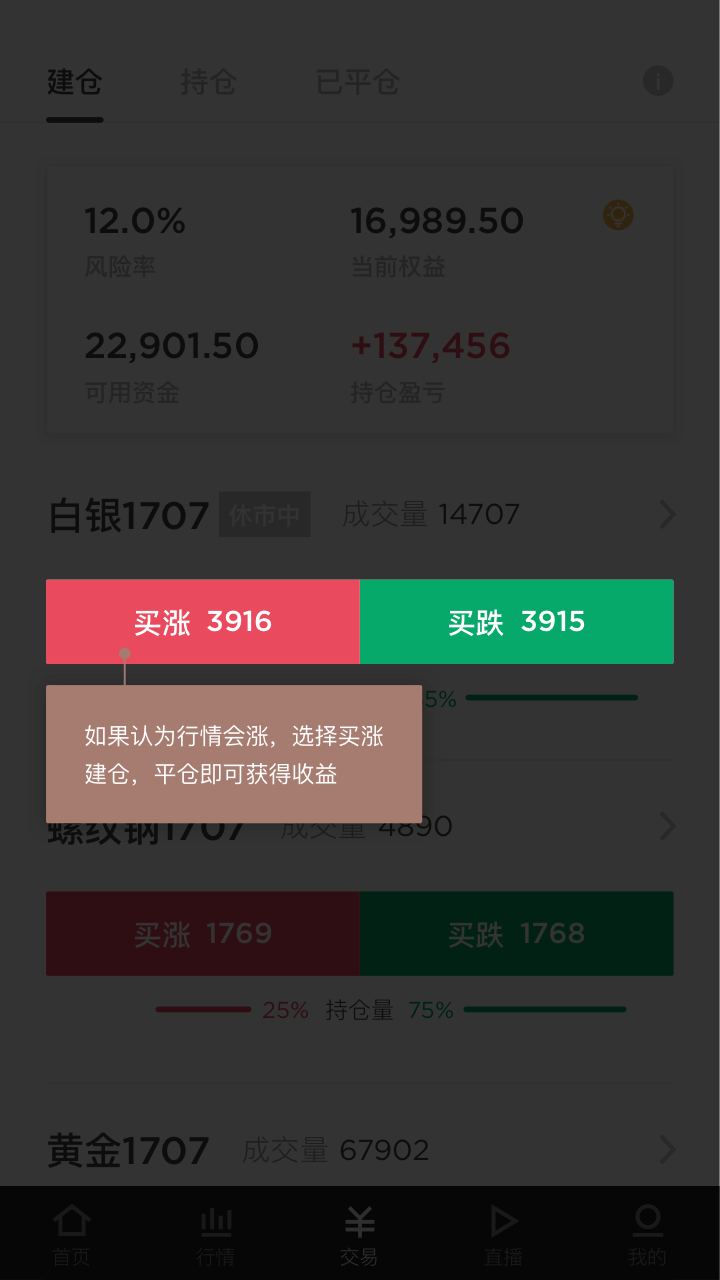 建仓 持仓 已平仓
12.0% 16,989.50
风险率 当前权益
22,901.50 +137,456
可用资金 持仓盈亏
白银1707 休市中 成交量 14707
买涨 3916 买跌 3915
5%
如果认为行情会涨，选择买涨
建仓，平仓即可获得收益
螺纹钢1707 成交量 4890
买涨 1769 买跌 1768
25% 持仓量 75%
黄金1707 成交量 67902
首页 行情 交易 直播 我的